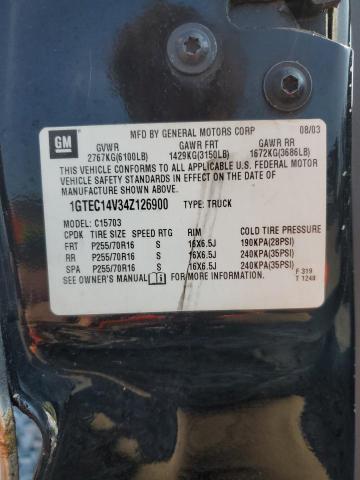 GM
MFD BY GENERAL MOTORS CORP 08/03
GVWR GAWR FRT GAWR RR
2767KG(6100LB) 1429KG(3150LB) 1672KG(3686LB)
THIS VEHICLE CONFORMS TO ALL APPLICABLE U.S. FEDERAL MOTOR
VEHICLE SAFETY STANDARDS IN EFFECT ON THE DATE OF
MANUFACTURE SHOWN ABOVE.
1GTEC14V34Z126900 TYPE: TRUCK
MODEL: C15703
CPDK TIRE SIZE SPEED RTG RIM COLD TIRE PRESSURE
FRT P255/70R16 S 16X6.5J 190KPA(28PSI)
RR P255/70R16 S 16X6.5J 240KPA(35PSI)
SPA P255/70R16 S 16X6.5J 240KPA(35PSI)
SEE OWNER'S MANUAL FOR ADDITIONAL INFORMATION.
F 319
T 1248